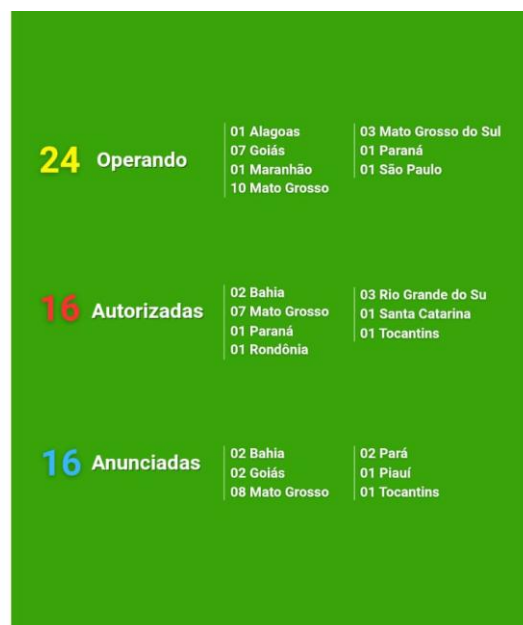 24 Operando
01 Alagoas
07 Goiás
01 Maranhão
10 Mato Grosso
03 Mato Grosso do Sul
01 Paraná
01 São Paulo
16 Autorizadas
02 Bahia
07 Mato Grosso
01 Paraná
01 Rondônia
03 Rio Grande do Su
01 Santa Catarina
01 Tocantins
16 Anunciadas
02 Bahia
02 Goiás
08 Mato Grosso
02 Pará
01 Piauí
01 Tocantins